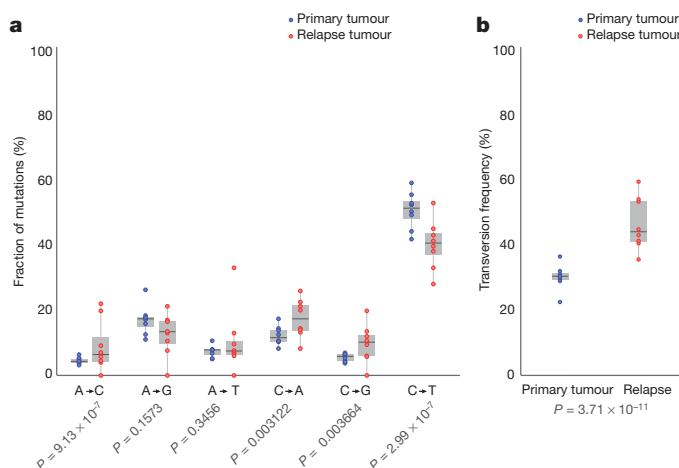 a
Primary tumour
Relapse tumour
Fraction of mutations (%)
100
80
60
40
20
0
A→C
A→G
A→T
C→A
C→G
C→T
P = 9.13 × 10⁻⁷
P = 0.1573
P = 0.3456
P = 0.003122
P = 0.003664
P = 2.99 × 10⁻⁷
b
Primary tumour
Relapse tumour
Transversion frequency (%)
100
80
60
40
20
0
Primary tumour Relapse
P = 3.71 × 10⁻¹¹